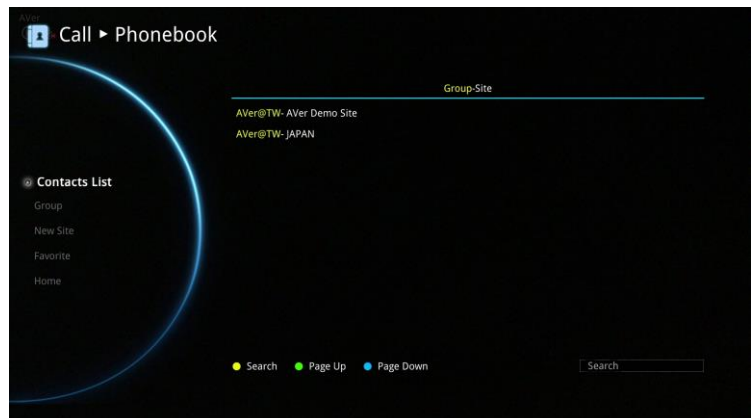 AVer
Call ► Phonebook
Group-Site
AVer@TW- AVer Demo Site
AVer@TW- JAPAN
Contacts List
Group
New Site
Favorite
Home
Search Page Up Page Down Search